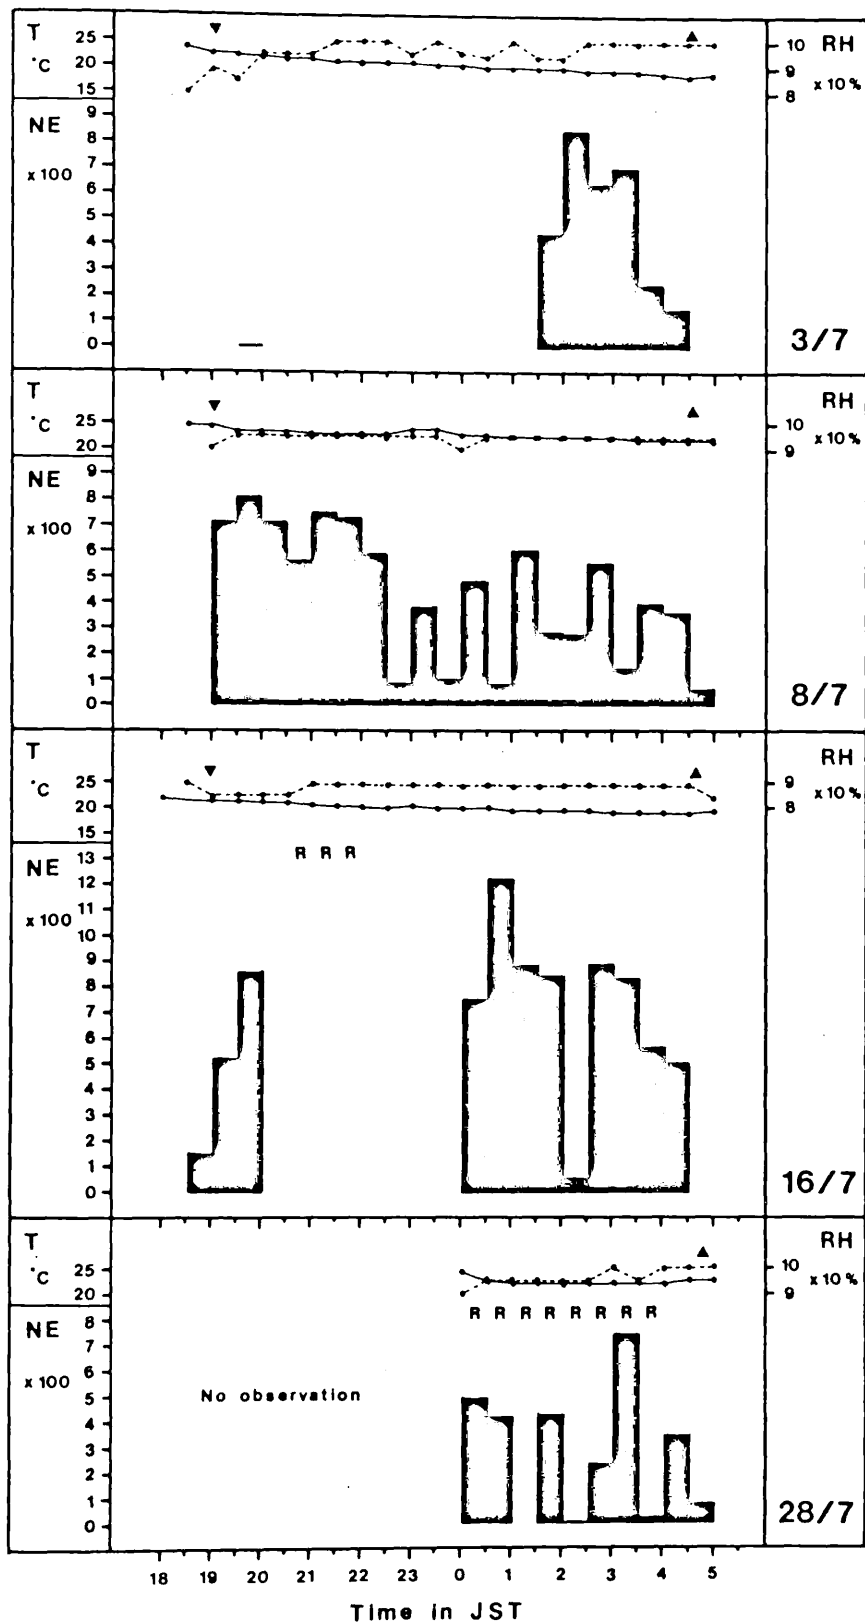 T 25 10 RH
°C 20 9 x 10 %
15 8
NE 9
8
x 100 7
6
5
4
3
2
1
0 3/7
T RH
°C 25 10 x 10 %
20 9
NE 9
8
x 100 7
6
5
4
3
2
1
0 8/7
T RH
°C 25 9 x 10 %
20 8
15
NE 13 R R R
12
x 100 11
10
9
8
7
6
5
4
3
2
1
0 16/7
T RH
°C 25 10 x 10 %
20 9
NE 8 R R R R R R R R
7
x 100 6
5 No observation
4
3
2
1
0 28/7
18 19 20 21 22 23 0 1 2 3 4 5
Time in JST